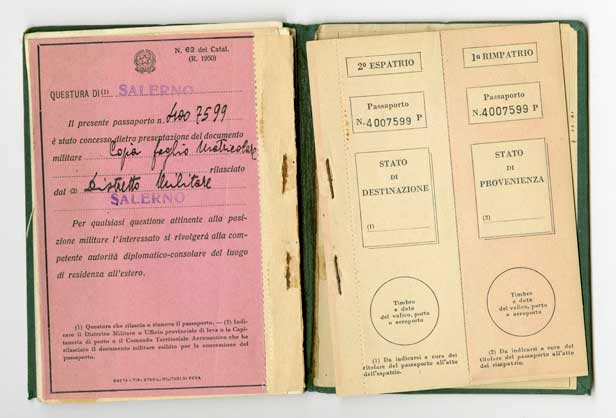 N. 62 del Catal.
(R. 1950)
QUESTURA DI (1) SALERNO
Il presente passaporto n. 4007599
è stato concesso dietro presentazione del documento
militare Copia foglio Matricolare
rilasciato
dal (2) Distretto Militare
SALERNO
Per qualsiasi questione attinente alla posi-
zione militare l'interessato si rivolgerà alla com-
petente autorità diplomatico-consolare del luogo
di residenza all'estero.
(1) Questura che rilascia o rinnova il passaporto. — (2) Indi-
care il Distretto Militare o Ufficio provinciale di leva o la Capi-
taneria di porto o il Comando Territoriale Aeronautico che ha
rilasciato il documento militare esibito per la concessione del
passaporto.
2º ESPATRIO
Passaporto
N. 4007599 P
STATO
DI
DESTINAZIONE
(1)
Timbro
e data
del valico, porto
o aeroporto
(1) Da indicarsi a cura del
titolare del passaporto all'atto
dell'espatrio.
1º RIMPATRIO
Passaporto
N. 4007599 P
STATO
DI
PROVENIENZA
(2)
Timbro
e data
del valico, porto
o aeroporto
(2) Da indicarsi a cura del
titolare del passaporto all'atto
del rimpatrio.